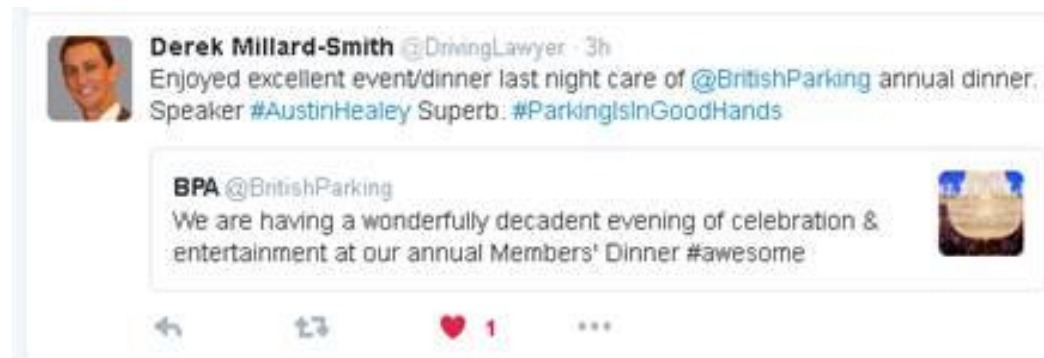 Derek Millard-Smith @DrivingLawyer · 3h
Enjoyed excellent event/dinner last night care of @BritishParking annual dinner.
Speaker #AustinHealey Superb. #ParkingIsInGoodHands
BPA @BritishParking
We are having a wonderfully decadent evening of celebration &
entertainment at our annual Members' Dinner #awesome
1